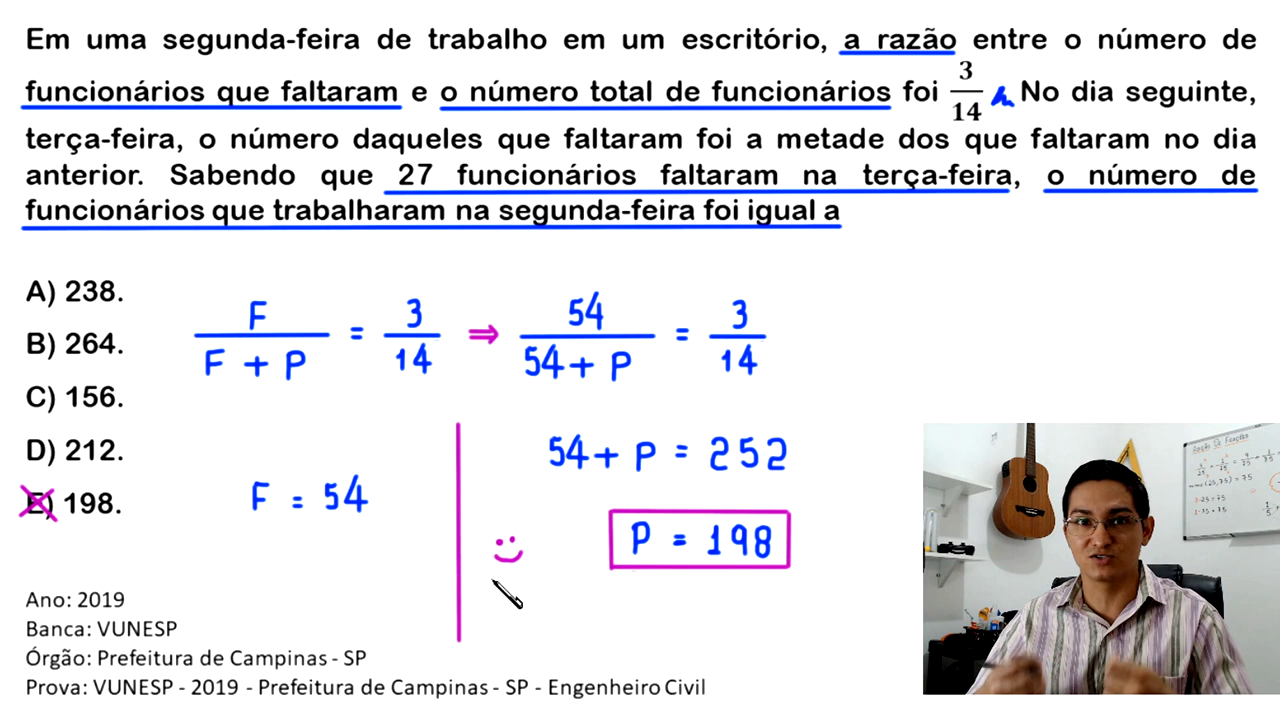 Em uma segunda-feira de trabalho em um escritório, a razão entre o número de
funcionários que faltaram e o número total de funcionários foi 3/14. No dia seguinte,
terça-feira, o número daqueles que faltaram foi a metade dos que faltaram no dia
anterior. Sabendo que 27 funcionários faltaram na terça-feira, o número de
funcionários que trabalharam na segunda-feira foi igual a
A) 238.
B) 264.
C) 156.
D) 212.
E) 198.
F / F + P = 3 / 14 ⇒ 54 / 54 + P = 3 / 14
54 + P = 252
F = 54
P = 198
Ano: 2019
Banca: VUNESP
Órgão: Prefeitura de Campinas - SP
Prova: VUNESP - 2019 - Prefeitura de Campinas - SP - Engenheiro Civil